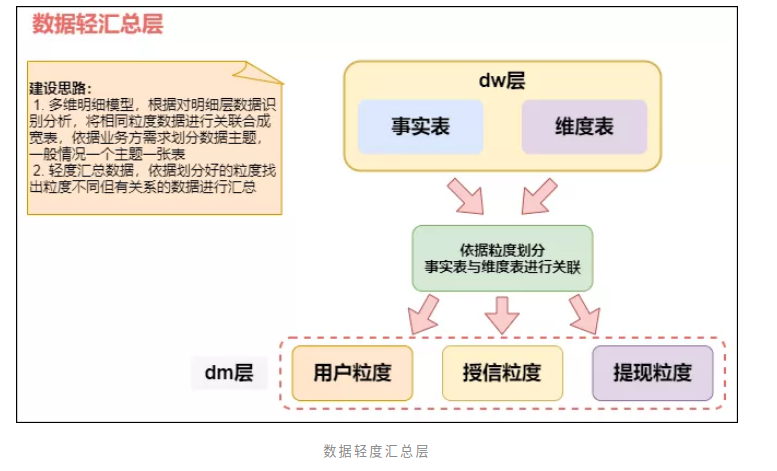 数据轻汇总层
建设思路:
1. 多维明细模型，根据对明细层数据识
别分析，将相同粒度数据进行关联合成
宽表，依据业务方需求划分数据主题，
一般情况一个主题一张表
2. 轻度汇总数据，依据划分好的粒度找
出粒度不同但有关系的数据进行汇总
dw层
事实表
维度表
依据粒度划分
事实表与维度表进行关联
dm层
用户粒度
授信粒度
提现粒度
数据轻度汇总层